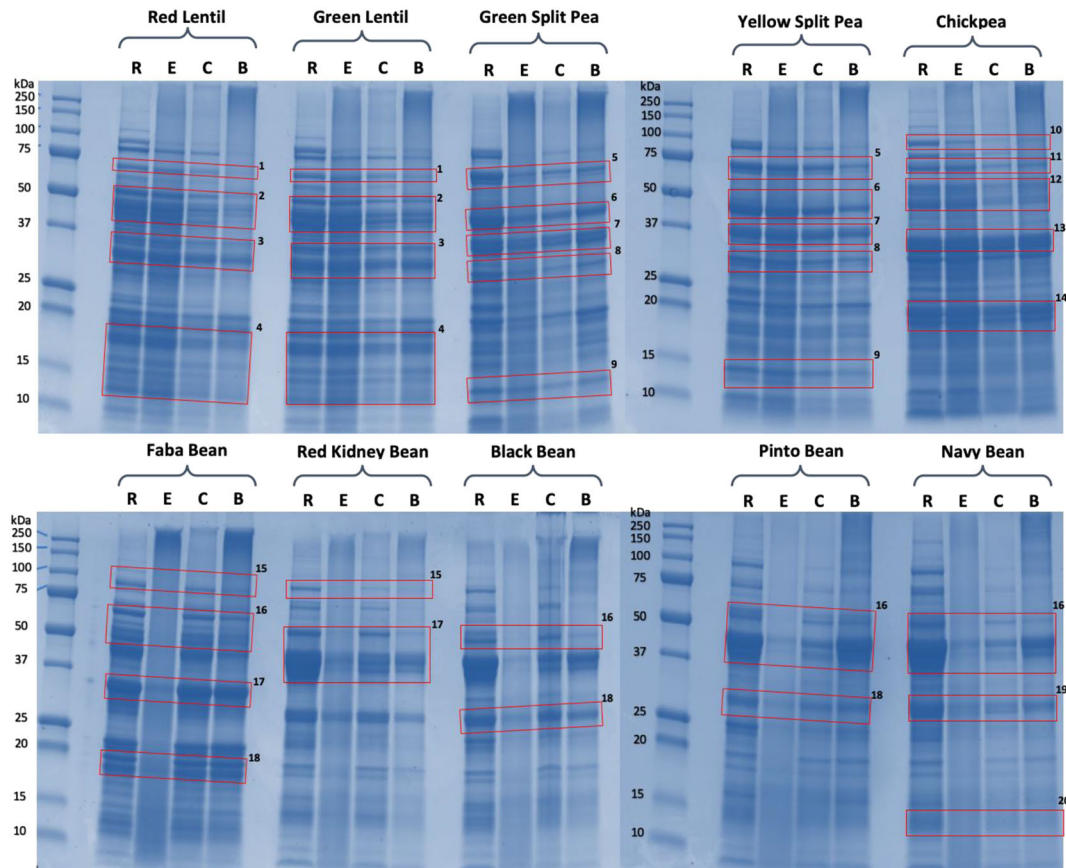 Red Lentil Green Lentil Green Split Pea Yellow Split Pea Chickpea
R E C B R E C B R E C B R E C B R E C B
kDa kDa
250 250
150 150
100 100 10
75 1 1 5 75 5 11
50 2 2 6 50 6 12
37 3 3 7 37 7 13
25 8 25 8
20 4 4 20 14
15 9 15 9
10 10
Faba Bean Red Kidney Bean Black Bean Pinto Bean Navy Bean
R E C B R E C B R E C B R E C B R E C B
kDa kDa
250 250
150 150
100 15 15 100
75 75
50 16 17 16 50 16 16
37 17 37
25 18 25 18 19
20 18 20
15 15 20
10 10